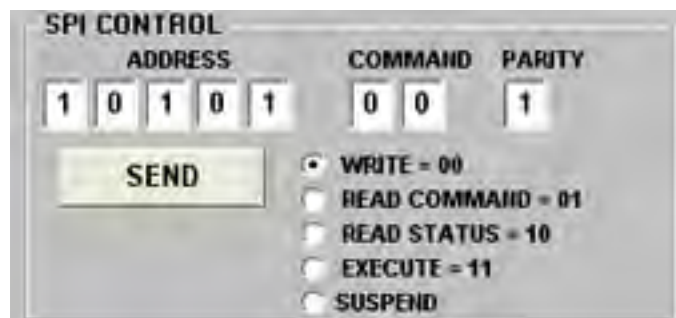 SPI CONTROL
ADDRESS COMMAND PARITY
1 0 1 0 1 0 0 1
SEND
WRITE = 00
READ COMMAND = 01
READ STATUS = 10
EXECUTE = 11
SUSPEND